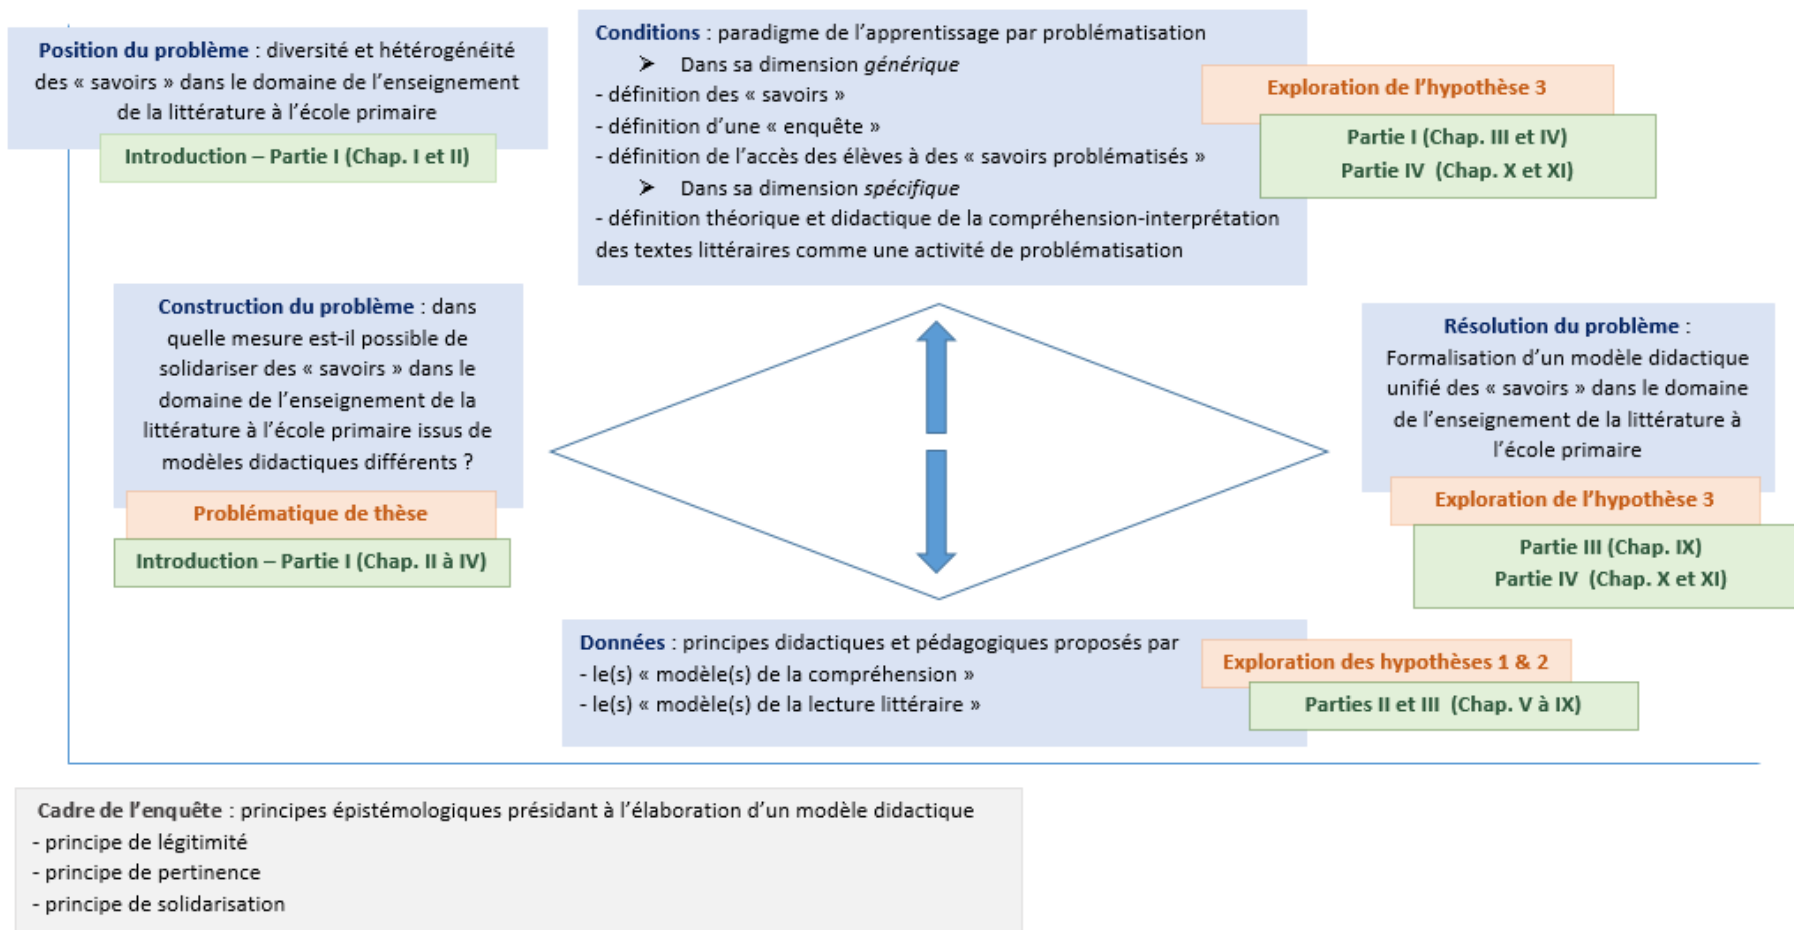 Position du problème : diversité et hétérogénéité
des « savoirs » dans le domaine de l’enseignement
de la littérature à l’école primaire
Introduction – Partie I (Chap. I et II)
Conditions : paradigme de l’apprentissage par problématisation
➤ Dans sa dimension générique
- définition des « savoirs »
- définition d’une « enquête »
- définition de l’accès des élèves à des « savoirs problématisés »
➤ Dans sa dimension spécifique
- définition théorique et didactique de la compréhension-interprétation
des textes littéraires comme une activité de problématisation
Exploration de l’hypothèse 3
Partie I (Chap. III et IV)
Partie IV (Chap. X et XI)
Construction du problème : dans
quelle mesure est-il possible de
solidariser des « savoirs » dans le
domaine de l’enseignement de la
littérature à l’école primaire issus de
modèles didactiques différents ?
Problématique de thèse
Introduction – Partie I (Chap. II à IV)
Résolution du problème :
Formalisation d’un modèle didactique
unifié des « savoirs » dans le domaine
de l’enseignement de la littérature à
l’école primaire
Exploration de l’hypothèse 3
Partie III (Chap. IX)
Partie IV (Chap. X et XI)
Données : principes didactiques et pédagogiques proposés par
- le(s) « modèle(s) de la compréhension »
- le(s) « modèle(s) de la lecture littéraire »
Exploration des hypothèses 1 & 2
Parties II et III (Chap. V à IX)
Cadre de l’enquête : principes épistémologiques présidant à l’élaboration d’un modèle didactique
- principe de légitimité
- principe de pertinence
- principe de solidarisation